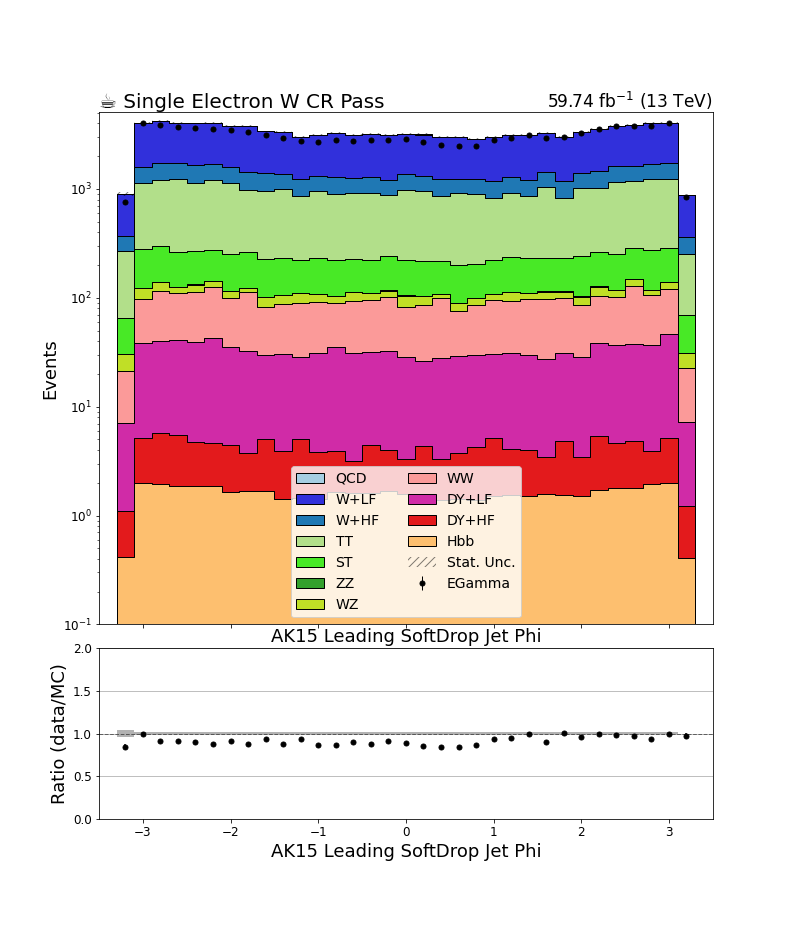 ☕ Single Electron W CR Pass 59.74 fb⁻¹ (13 TeV)
Events
10³
10²
10¹
10⁰
10⁻¹
QCD
W+LF
W+HF
TT
ST
ZZ
WZ
WW
DY+LF
DY+HF
Hbb
Stat. Unc.
EGamma
AK15 Leading SoftDrop Jet Phi
Ratio (data/MC)
2.0
1.5
1.0
0.5
0.0
−3 −2 −1 0 1 2 3
AK15 Leading SoftDrop Jet Phi